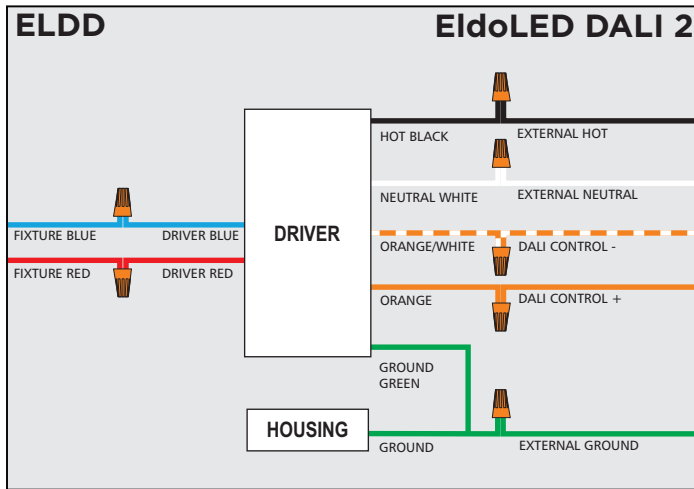 ELDD
EldoLED DALI 2
HOT BLACK
EXTERNAL HOT
NEUTRAL WHITE
EXTERNAL NEUTRAL
FIXTURE BLUE
DRIVER BLUE
DRIVER
ORANGE/WHITE
DALI CONTROL -
FIXTURE RED
DRIVER RED
ORANGE
DALI CONTROL +
GROUND
GREEN
HOUSING
GROUND
EXTERNAL GROUND